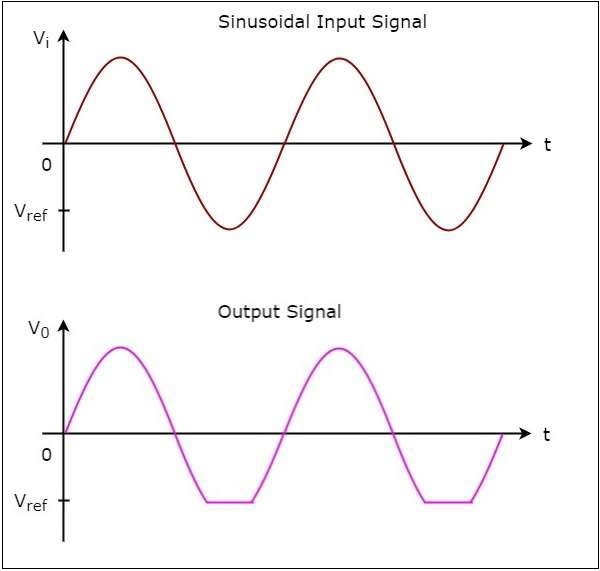 Sinusoidal Input Signal
Vi
t
0
Vref
Output Signal
V0
t
0
Vref